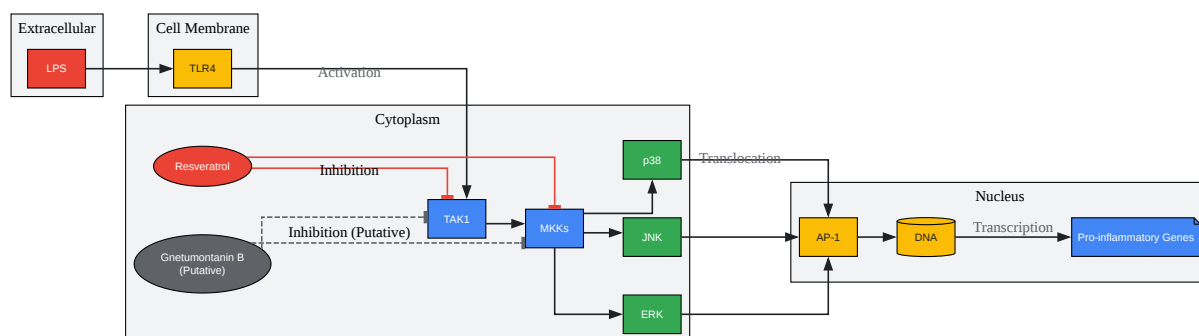 Extracellular
LPS
Cell Membrane
TLR4
Activation
Cytoplasm
Resveratrol
Inhibition
Gnetumontanin B
(Putative)
Inhibition (Putative)
TAK1
MKKs
p38
JNK
ERK
Translocation
Nucleus
AP-1
DNA
Transcription
Pro-inflammatory Genes